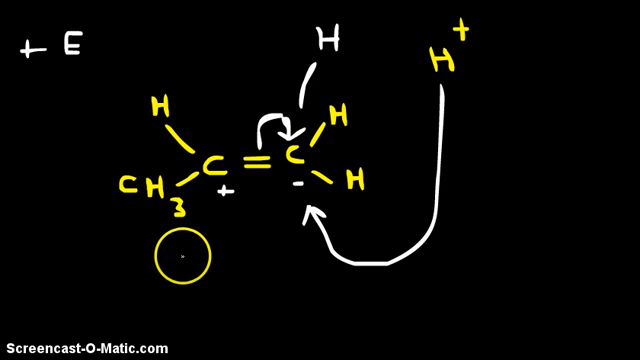 + E
H
H+
H
H
C = C
CH3
H
+
-
Screencast-O-Matic.com